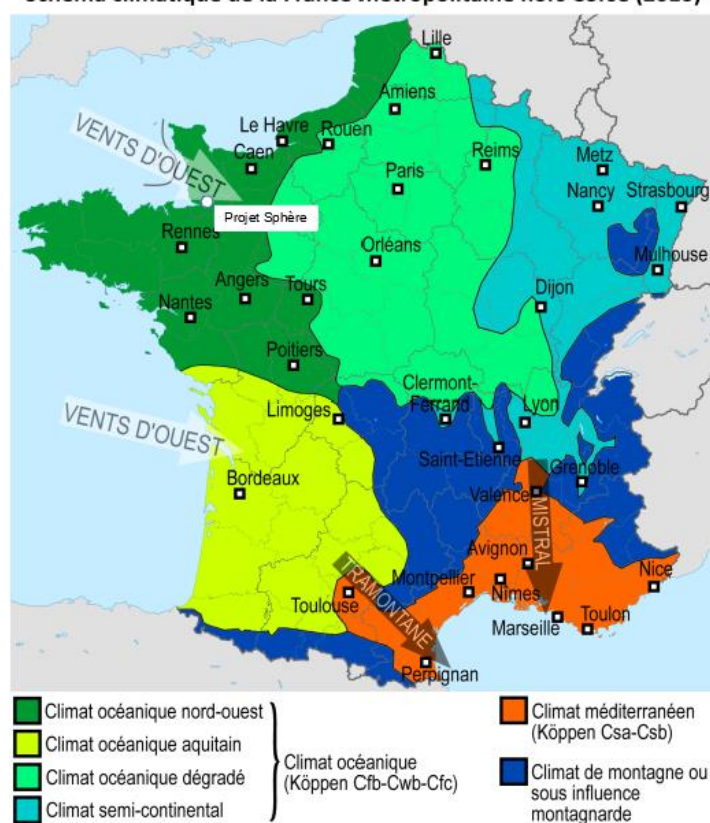 Schéma climatique de la France métropolitaine hors Corse (2010)
Lille
Amiens
VENTS D'OUEST
Le Havre
Rouen
Caen
Reims
Metz
Paris
Nancy
Strasbourg
Projet Sphère
Rennes
Orléans
Mulhouse
Angers
Tours
Dijon
Nantes
Poitiers
Clermont-
Ferrand
Limoges
Lyon
VENTS D'OUEST
Saint-Etienne
Grenoble
Bordeaux
Valence
MISTRAL
Avignon
TRAMONTANE
Montpellier
Nice
Toulouse
Nîmes
Marseille
Toulon
Perpignan
Climat océanique nord-ouest
Climat océanique aquitain
Climat océanique dégradé
Climat semi-continental
Climat océanique
(Köppen Cfb-Cwb-Cfc)
Climat méditerranéen
(Köppen Csa-Csb)
Climat de montagne ou
sous influence
montagnarde